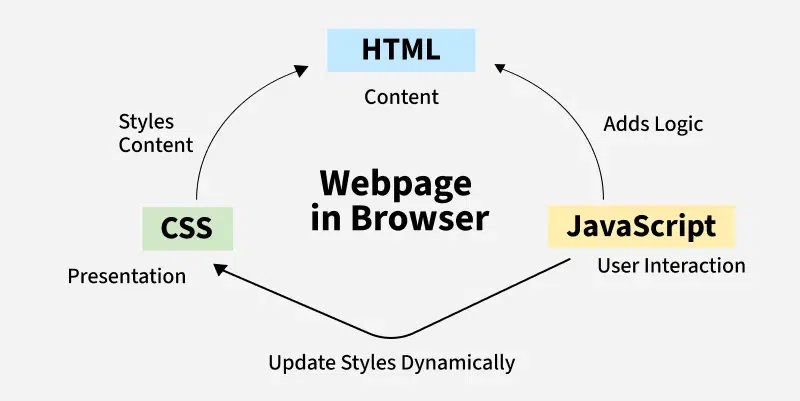 HTML
Content
Styles
Content
Adds Logic
Webpage
in Browser
CSS
JavaScript
Presentation
User Interaction
Update Styles Dynamically